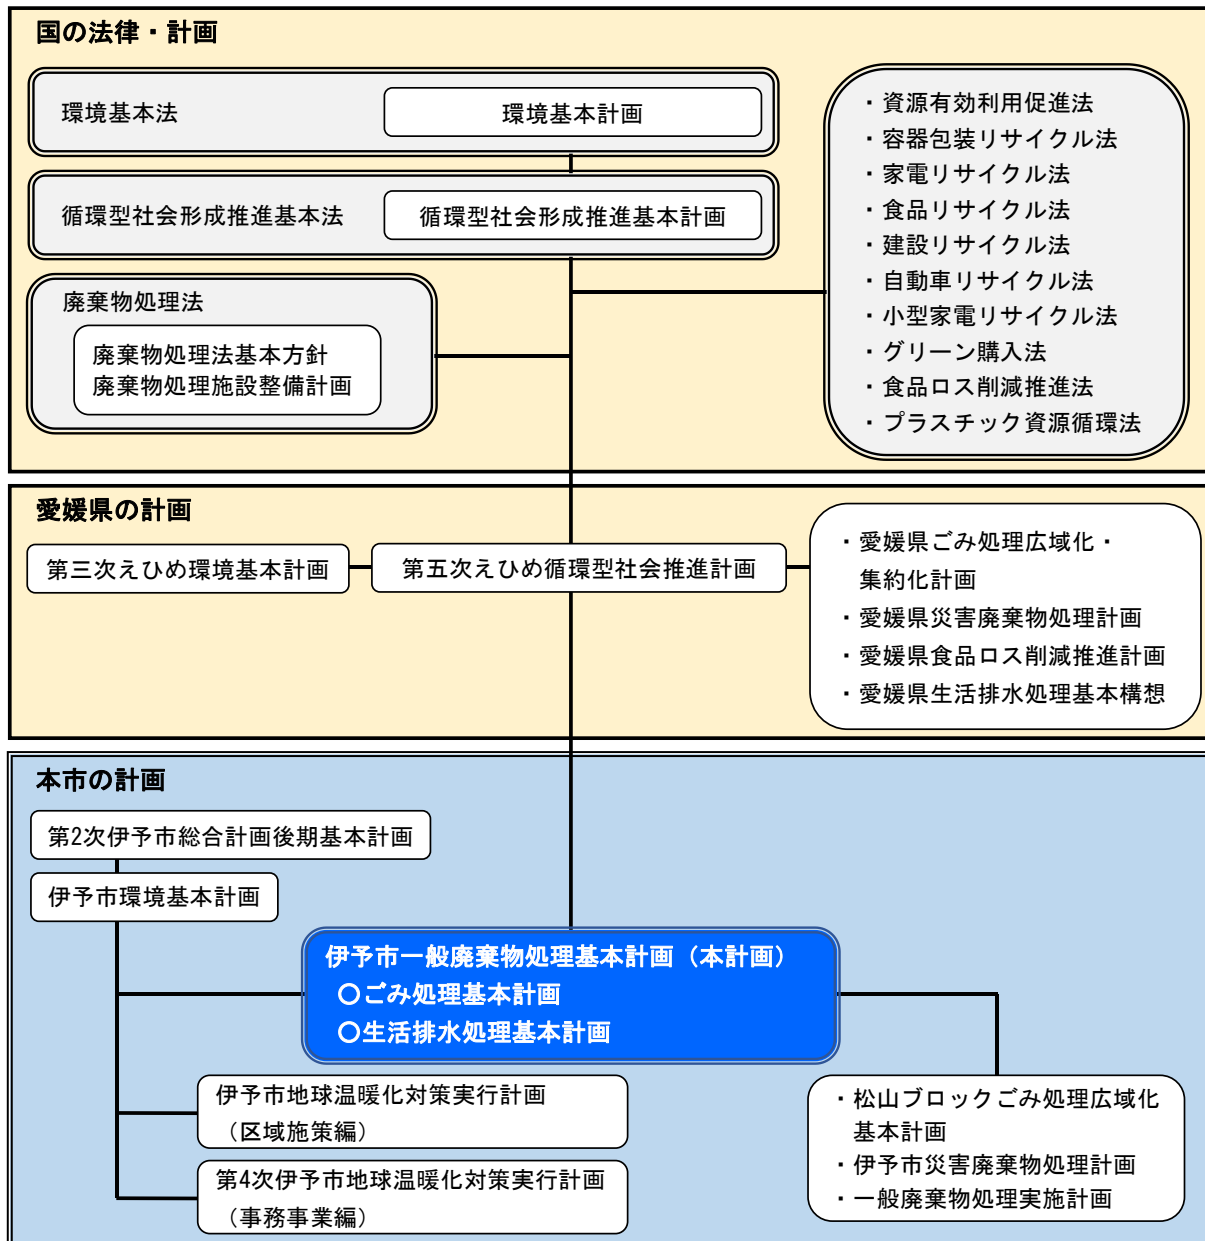 国の法律・計画
環境基本法
環境基本計画
循環型社会形成推進基本法
循環型社会形成推進基本計画
廃棄物処理法
廃棄物処理法基本方針
廃棄物処理施設整備計画
・資源有効利用促進法
・容器包装リサイクル法
・家電リサイクル法
・食品リサイクル法
・建設リサイクル法
・自動車リサイクル法
・小型家電リサイクル法
・グリーン購入法
・食品ロス削減推進法
・プラスチック資源循環法
愛媛県の計画
第三次えひめ環境基本計画
第五次えひめ循環型社会推進計画
・愛媛県ごみ処理広域化・
集約化計画
・愛媛県災害廃棄物処理計画
・愛媛県食品ロス削減推進計画
・愛媛県生活排水処理基本構想
本市の計画
第2次伊予市総合計画後期基本計画
伊予市環境基本計画
伊予市一般廃棄物処理基本計画（本計画）
〇ごみ処理基本計画
〇生活排水処理基本計画
伊予市地球温暖化対策実行計画
（区域施策編）
第4次伊予市地球温暖化対策実行計画
（事務事業編）
・松山ブロックごみ処理広域化
基本計画
・伊予市災害廃棄物処理計画
・一般廃棄物処理実施計画